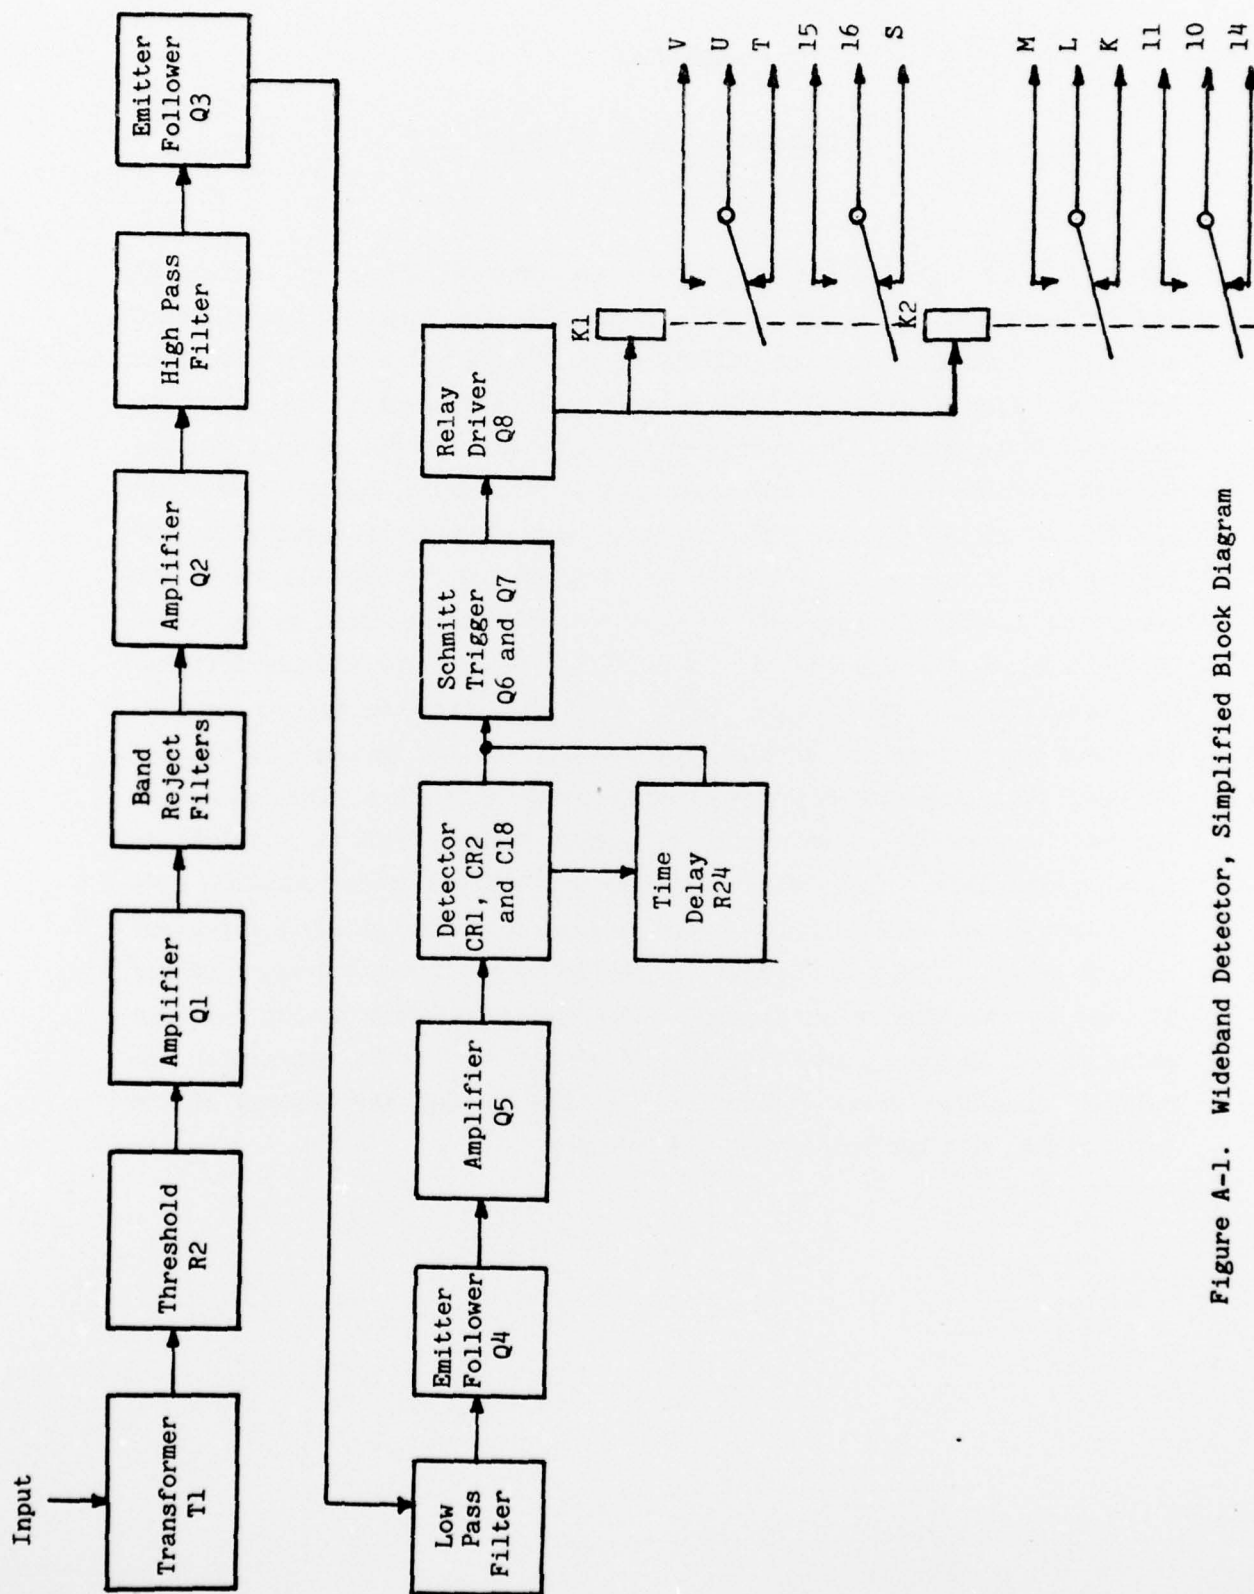 Input
Transformer
T1
Threshold
R2
Amplifier
Q1
Band
Reject
Filters
Amplifier
Q2
High Pass
Filter
Emitter
Follower
Q3
Low
Pass
Filter
Emitter
Follower
Q4
Amplifier
Q5
Detector
CR1, CR2
and C18
Time
Delay
R24
Schmitt
Trigger
Q6 and Q7
Relay
Driver
Q8
K1
V
U
T
15
16
S
K2
M
L
K
11
10
14
Figure A-1. Wideband Detector, Simplified Block Diagram